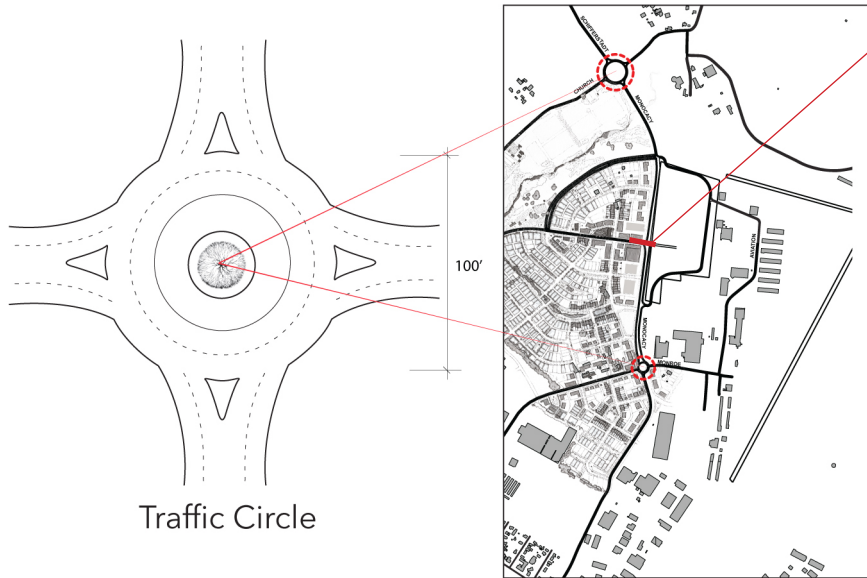 Traffic Circle
100’
SCHIFFERSTADT
CHURCH
MONOCACY
AVIATION
MONOCACY
MONROE